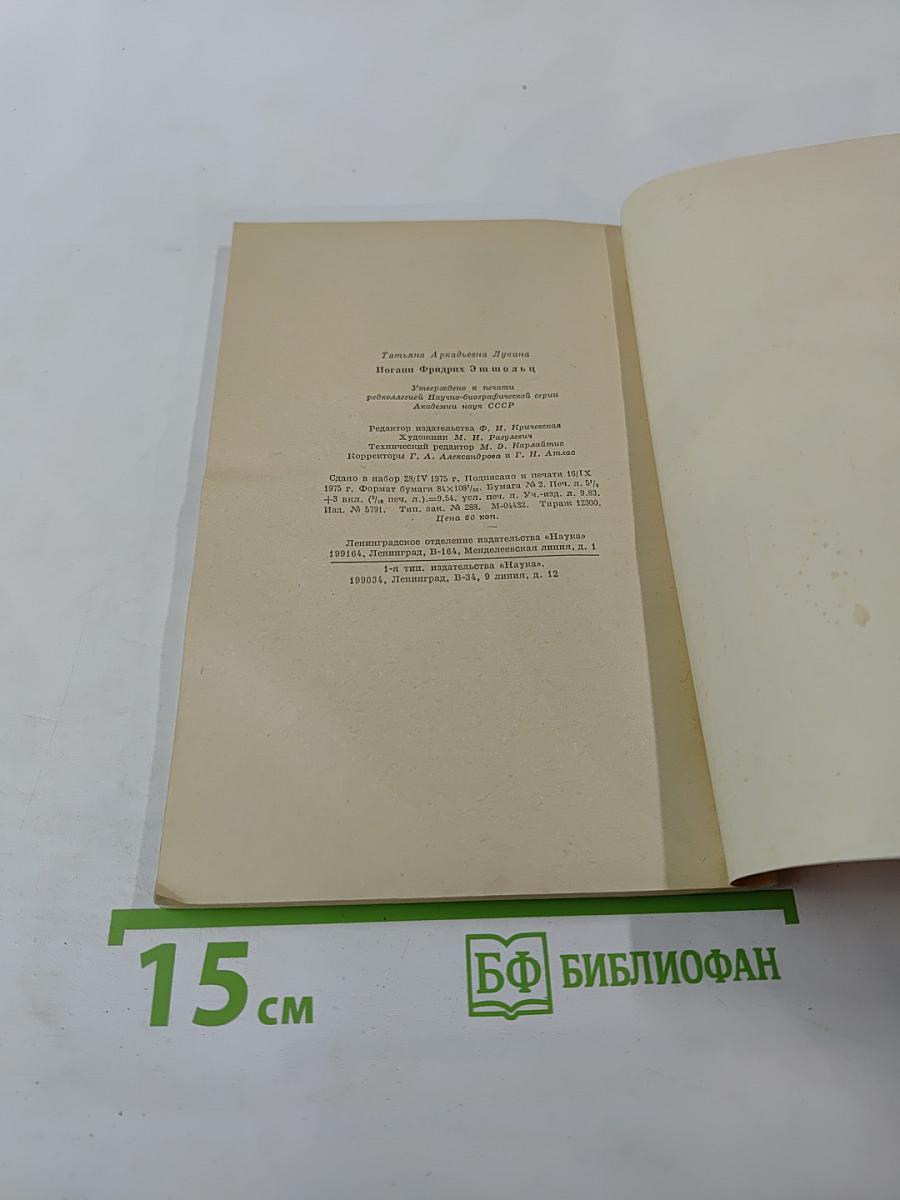 Татьяна Аркадьевна Лукина
Иоганн Фридрих Эшшольц
Утверждено к печати
редколлегией Научно-биографической серии
Академии наук СССР
Редактор издательства Ф. И. Кричевская
Художник М. И. Разулевич
Технический редактор М. Э. Карлайтис
Корректоры Г. А. Александрова и Г. И. Атлас
Сдано в набор 28/IV 1975 г. Подписано к печати 16/IX
1975 г. Формат бумаги 84×108¹/₃₂. Бумага № 2. Печ. л. 5¹/₂
+3 вкл. (³/₁₆ печ. л.).=9.54. усл. печ. л. Уч.-изд. л. 9.83.
Изд. № 5791. Тип. зак. № 288. М-04432. Тираж 12300.
Цена 60 коп.
Ленинградское отделение издательства «Наука»
199164, Ленинград, В-164, Менделеевская линия, д. 1
1-я тип. издательства «Наука».
199034, Ленинград, В-34, 9 линия, д. 12
15 см
БФ БИБЛИОФАН